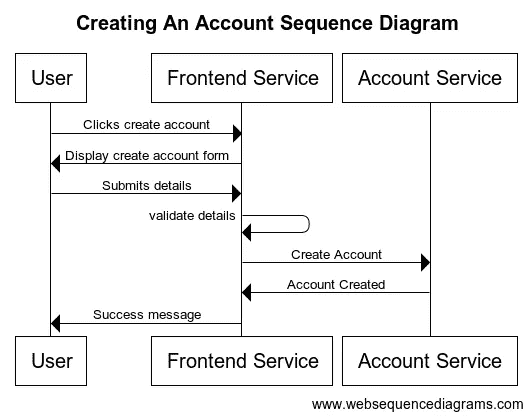 Creating An Account Sequence Diagram
User Frontend Service Account Service
Clicks create account
Display create account form
Submits details
validate details
Create Account
Account Created
Success message
User Frontend Service Account Service
www.websequencediagrams.com